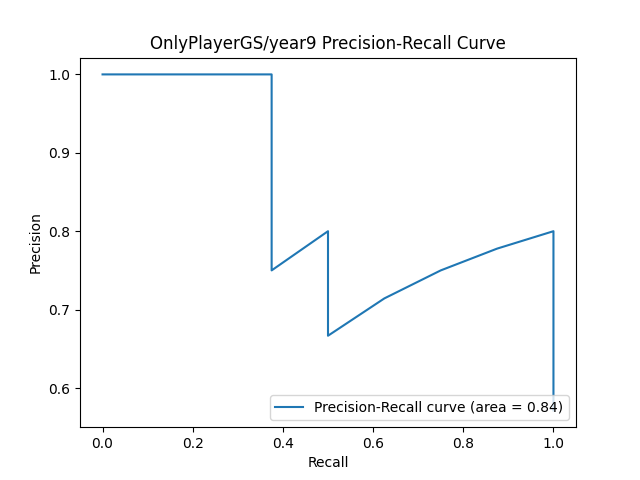 OnlyPlayerGS/year9 Precision-Recall Curve
1.0
0.9
0.8
0.7
0.6
Precision
Precision-Recall curve (area = 0.84)
0.0 0.2 0.4 0.6 0.8 1.0
Recall